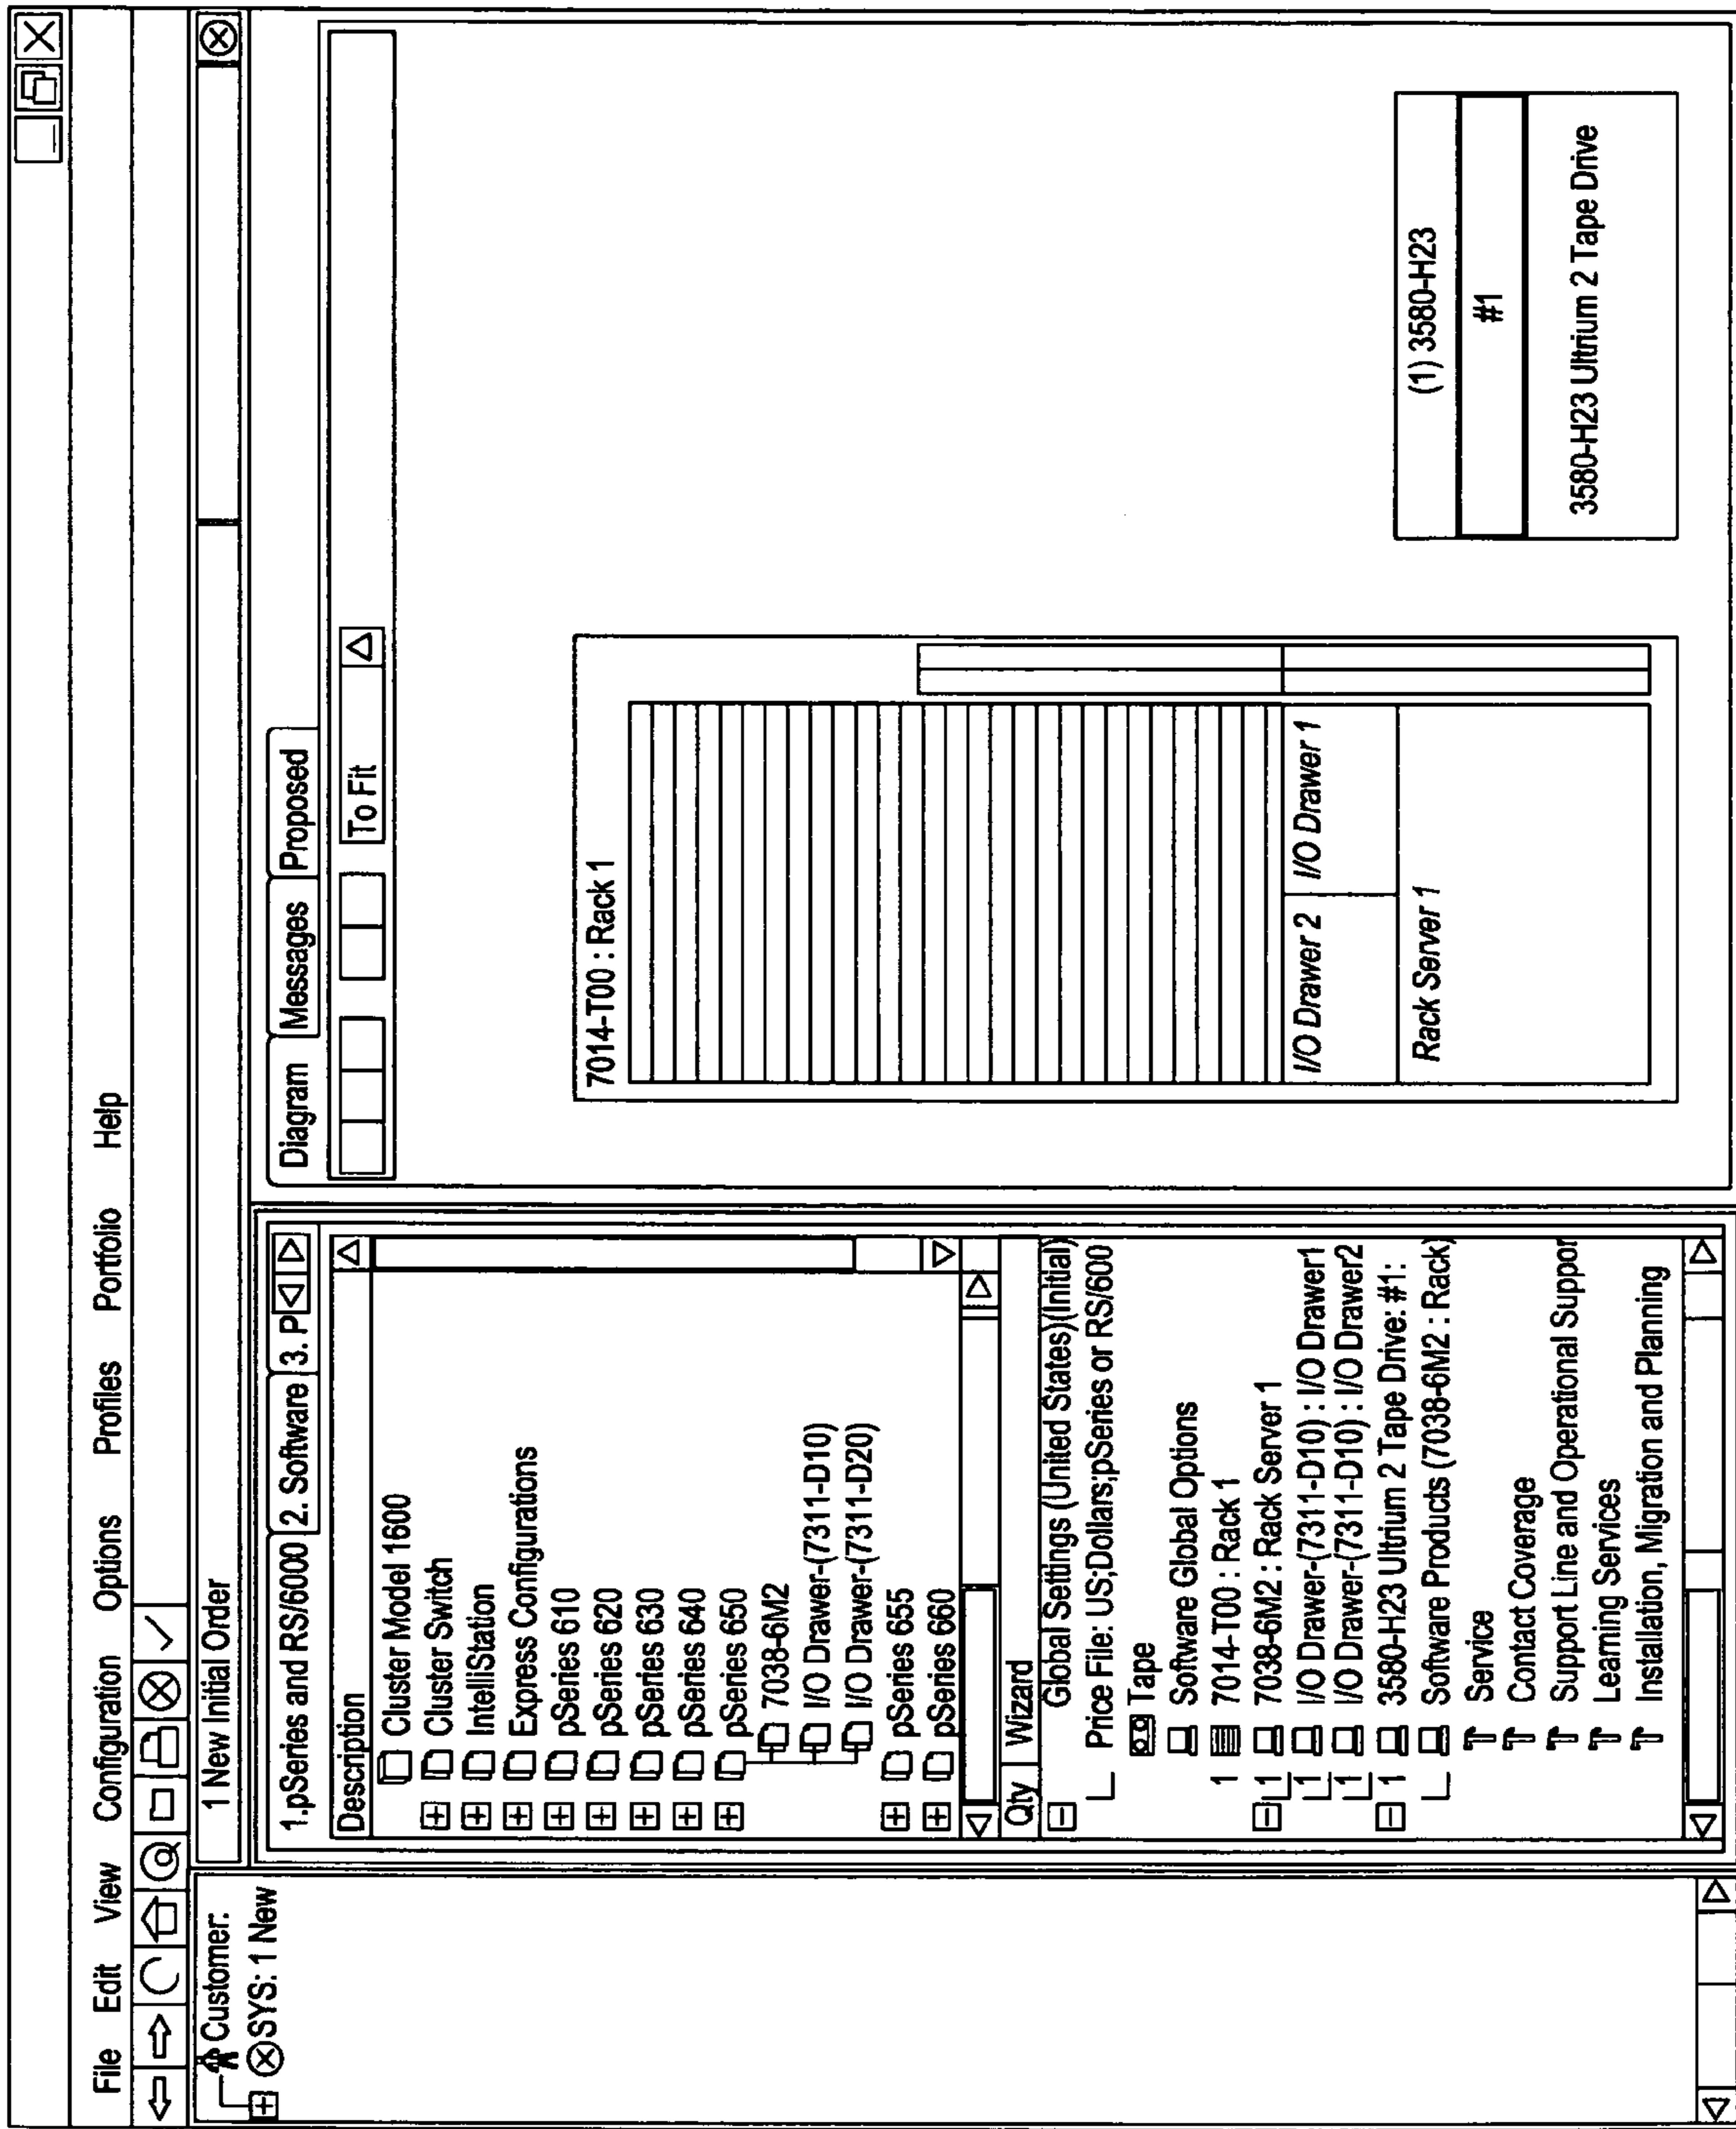 File Edit View Configuration Options Profiles Portfolio Help
Customer:
SYS: 1 New
1 New Initial Order
1.pSeries and RS/6000 2. Software 3. P
Description
Cluster Model 1600
Cluster Switch
IntelliStation
Express Configurations
pSeries 610
pSeries 620
pSeries 630
pSeries 640
pSeries 650
7038-6M2
I/O Drawer-(7311-D10)
I/O Drawer-(7311-D20)
pSeries 655
pSeries 660
Qty Wizard
Global Settings (United States)(Initial)
Price File: US;Dollars;pSeries or RS/600
Tape
Software Global Options
1 7014-T00 : Rack 1
1 7038-6M2 : Rack Server 1
1 I/O Drawer-(7311-D10) : I/O Drawer1
1 I/O Drawer-(7311-D10) : I/O Drawer2
1 3580-H23 Ultrium 2 Tape Drive: #1:
Software Products (7038-6M2 : Rack)
Service
Contact Coverage
Support Line and Operational Suppor
Learning Services
Installation, Migration and Planning
Diagram Messages Proposed
To Fit
7014-T00 : Rack 1
I/O Drawer 2 I/O Drawer 1
Rack Server 1
(1) 3580-H23
#1
3580-H23 Ultrium 2 Tape Drive